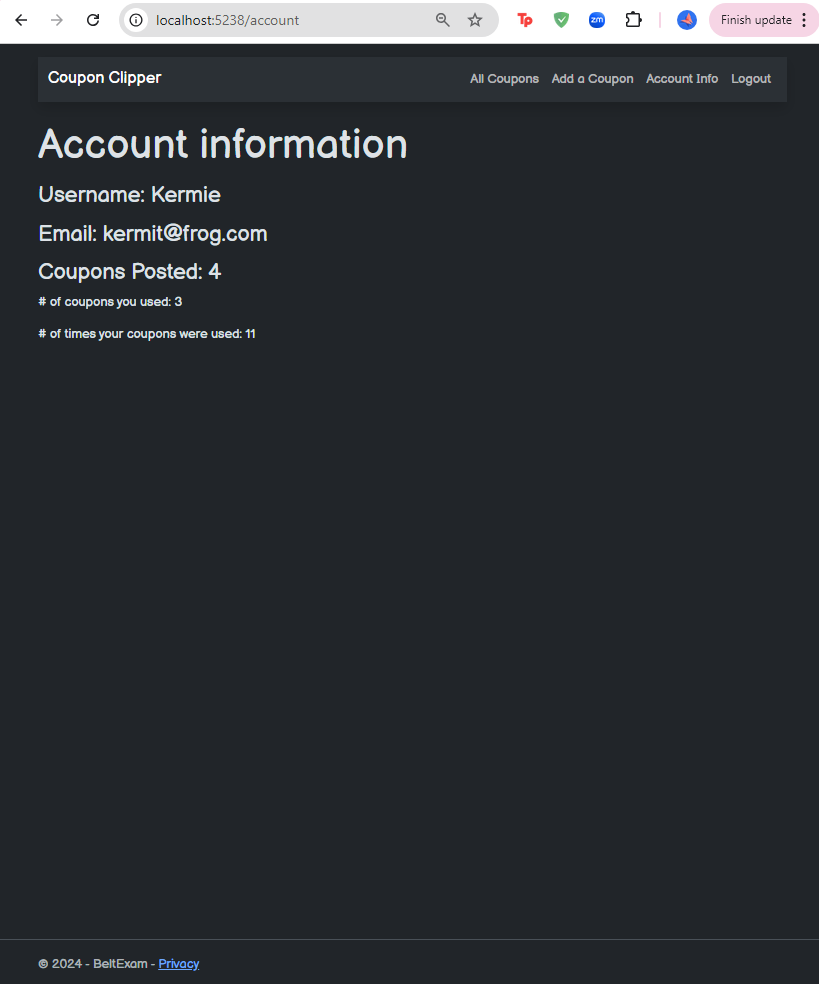 localhost:5238/account
Tp
zm
Finish update
Coupon Clipper
All Coupons Add a Coupon Account Info Logout
Account information
Username: Kermie
Email: kermit@frog.com
Coupons Posted: 4
# of coupons you used: 3
# of times your coupons were used: 11
© 2024 - BeltExam - Privacy